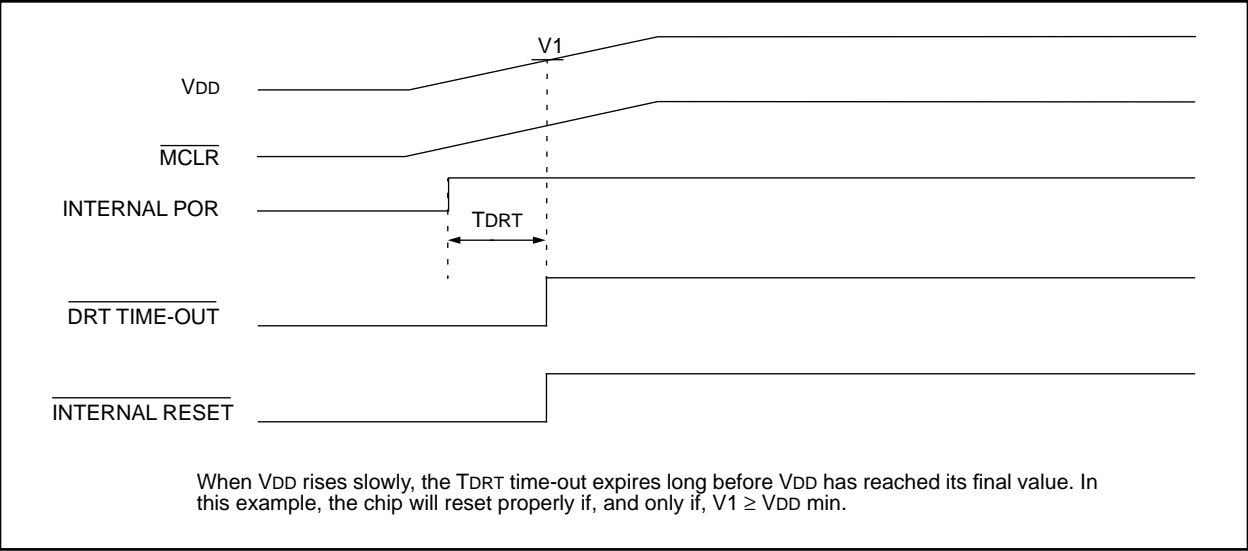 V1
VDD
MCLR
INTERNAL POR
TDRT
DRT TIME-OUT
INTERNAL RESET
When VDD rises slowly, the TDRT time-out expires long before VDD has reached its final value. In
this example, the chip will reset properly if, and only if, V1 ≥ VDD min.